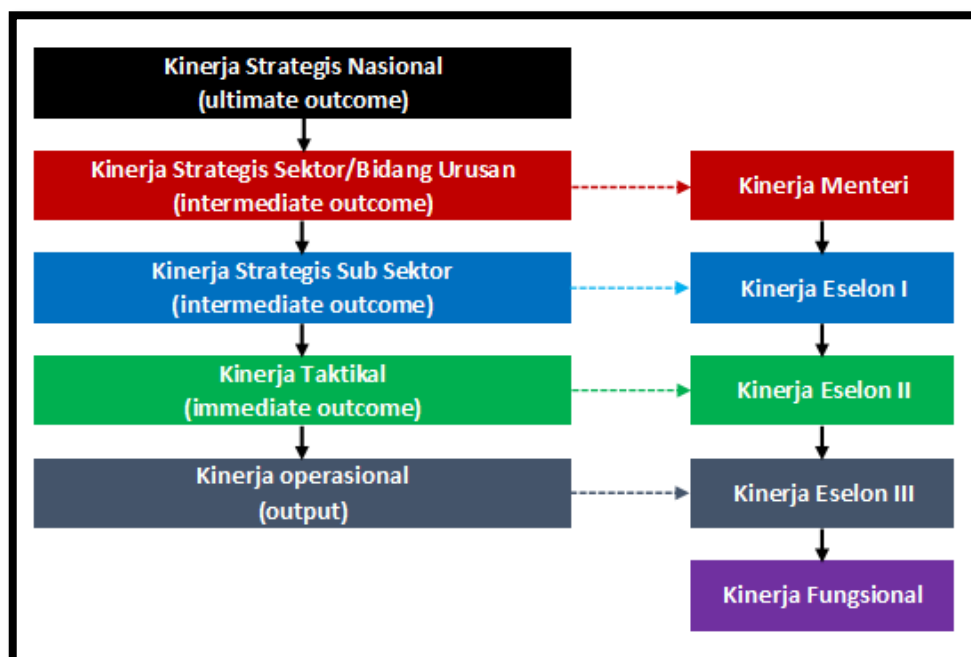 Kinerja Strategis Nasional
(ultimate outcome)
Kinerja Strategis Sektor/Bidang Urusan
(intermediate outcome)
Kinerja Menteri
Kinerja Strategis Sub Sektor
(intermediate outcome)
Kinerja Eselon I
Kinerja Taktikal
(immediate outcome)
Kinerja Eselon II
Kinerja operasional
(output)
Kinerja Eselon III
Kinerja Fungsional